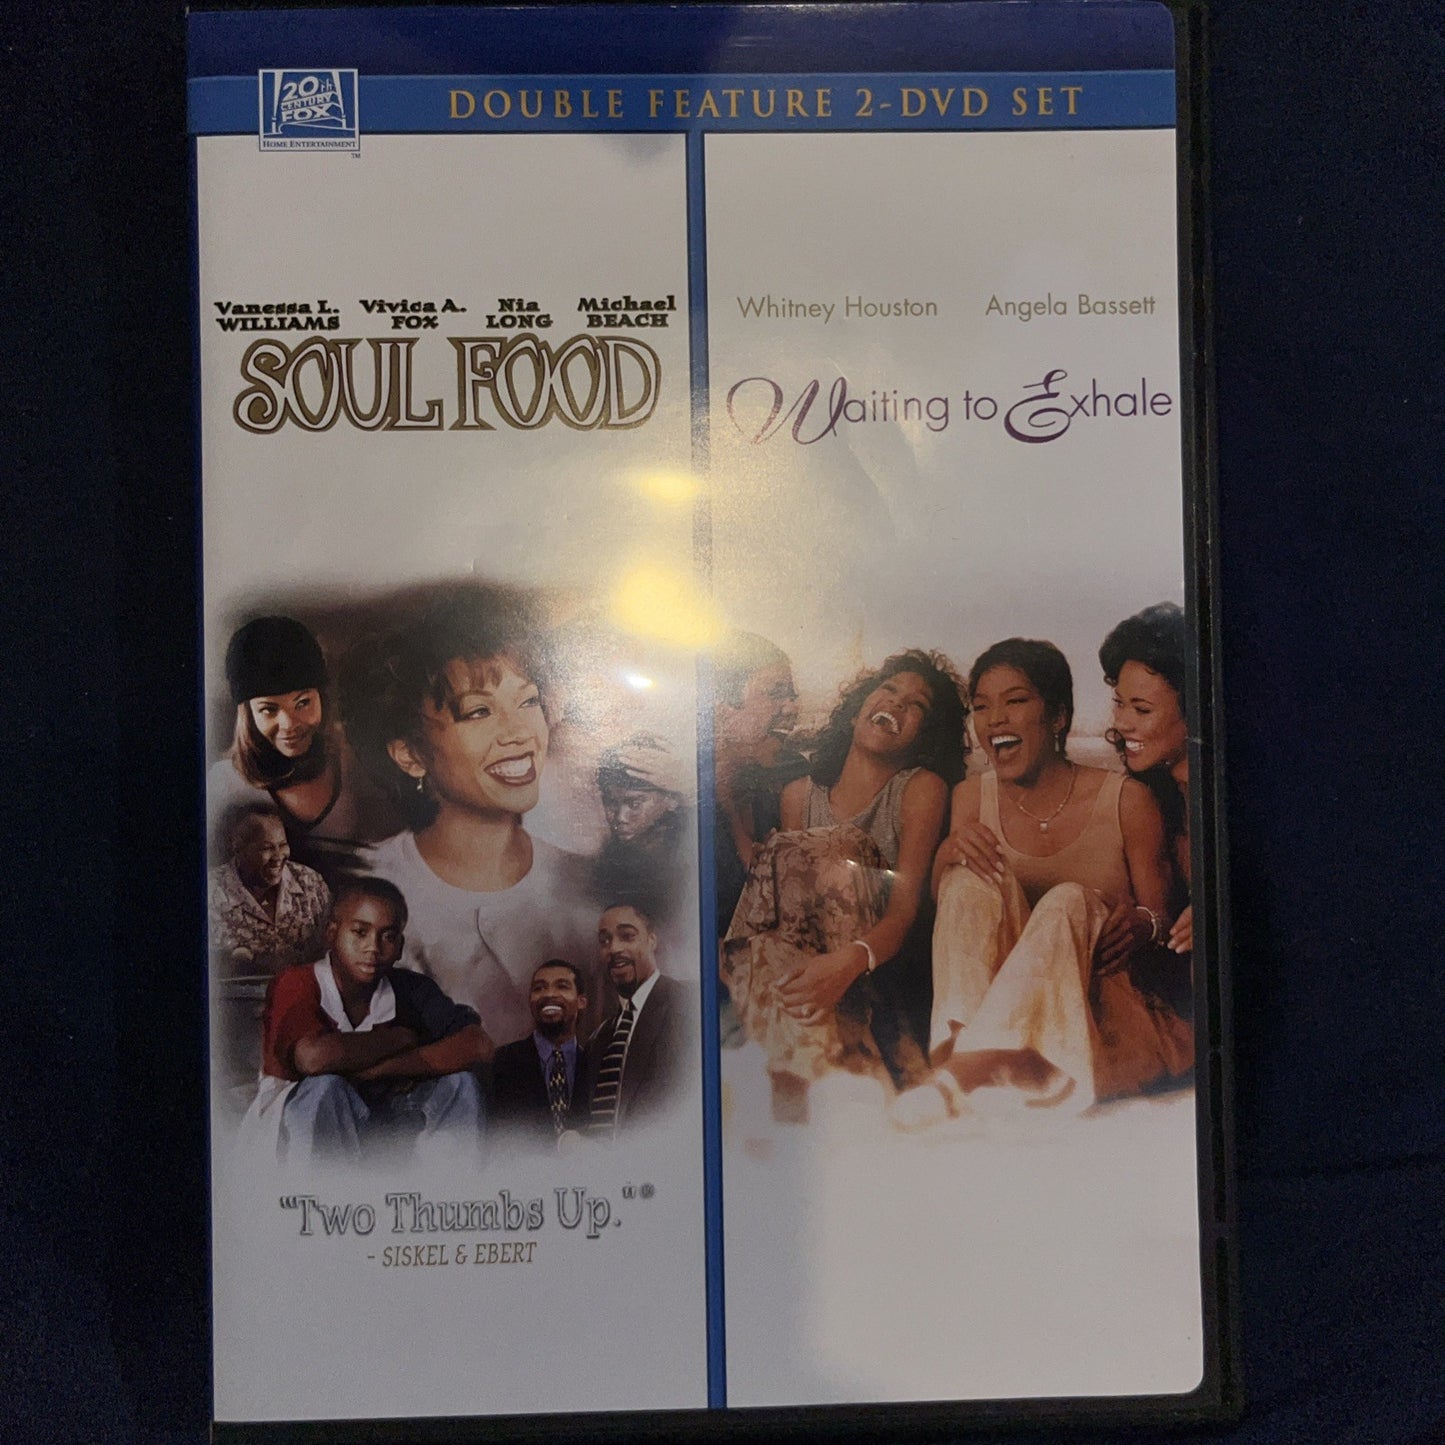 20th
CENTURY
FOX
HOME ENTERTAINMENT
TM
DOUBLE FEATURE 2-DVD SET
Vanessa L. WILLIAMS
Vivica A. FOX
Nia LONG
Michael BEACH
SOUL FOOD
"Two Thumbs Up."®
- SISKEL & EBERT
Whitney Houston Angela Bassett
Waiting to Exhale